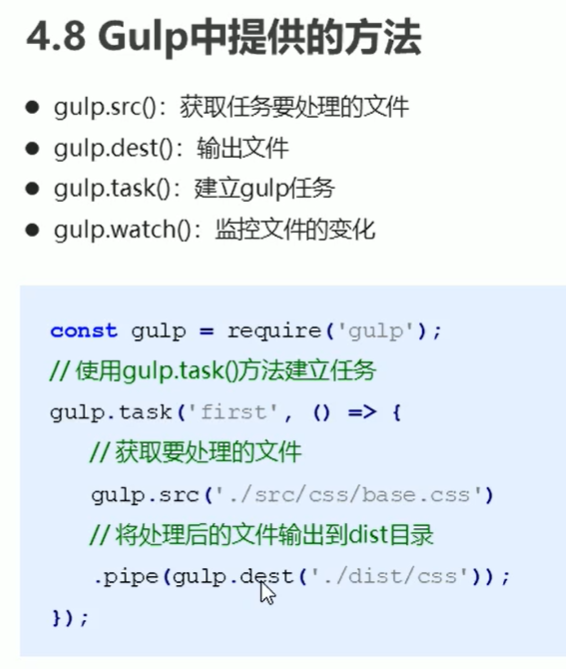 4.8 Gulp中提供的方法
● gulp.src()：获取任务要处理的文件
● gulp.dest()：输出文件
● gulp.task()：建立gulp任务
● gulp.watch()：监控文件的变化
const gulp = require('gulp');
// 使用gulp.task()方法建立任务
gulp.task('first', () => {
// 获取要处理的文件
gulp.src('./src/css/base.css')
// 将处理后的文件输出到dist目录
.pipe(gulp.dest('./dist/css'));
});